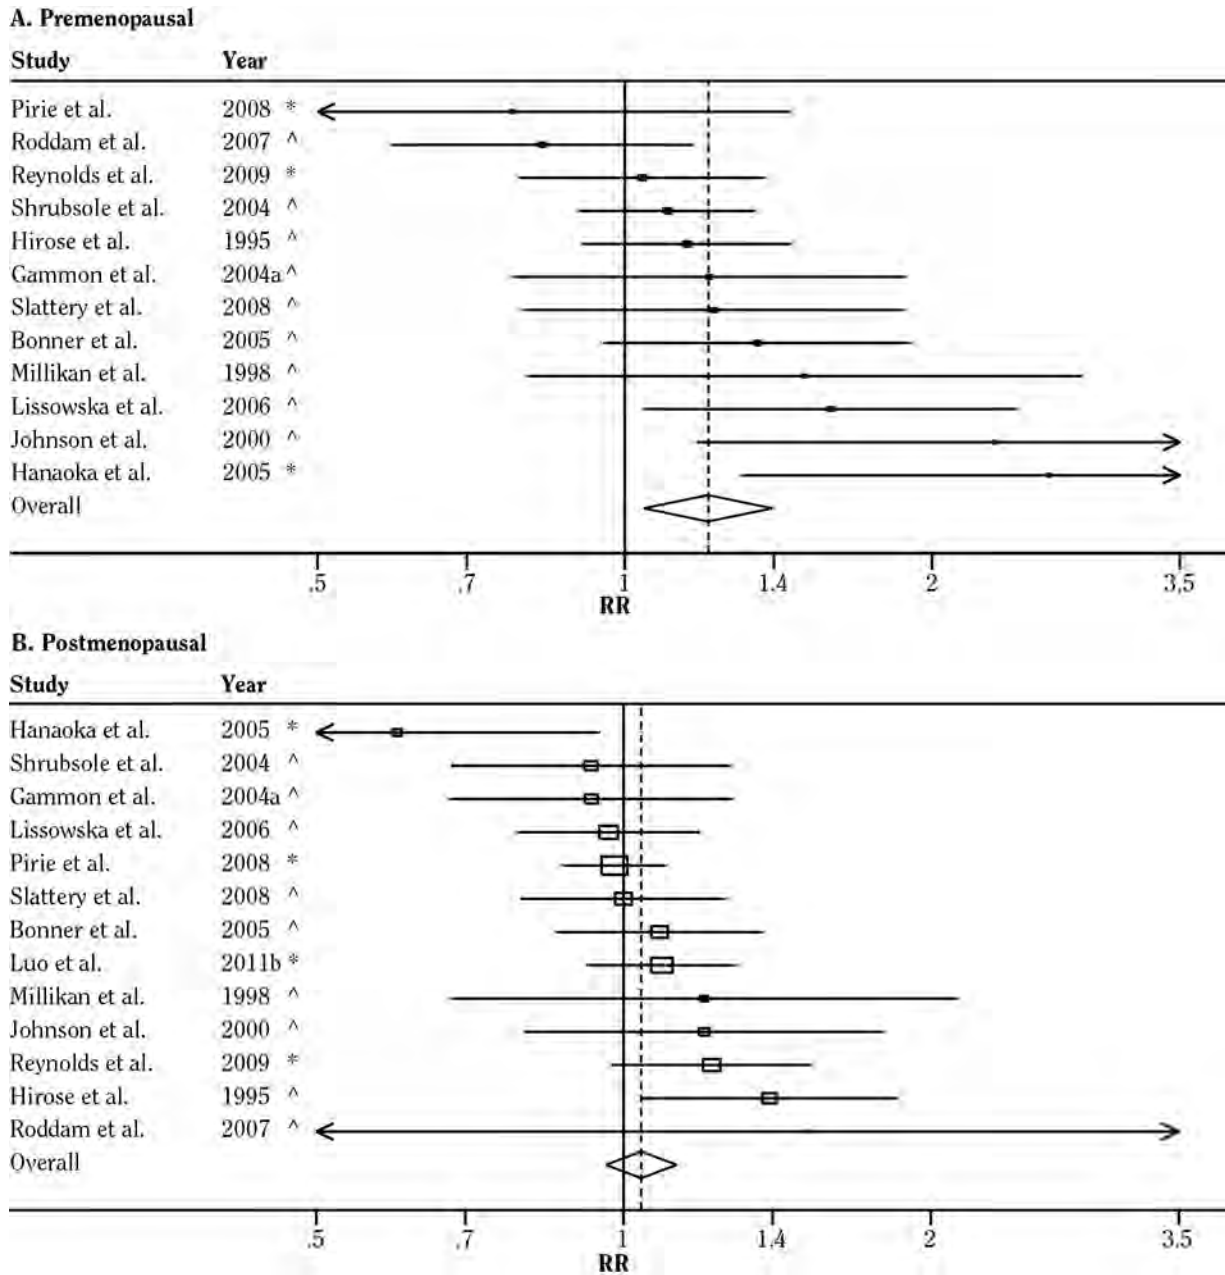 A. Premenopausal
Study Year
Pirie et al. 2008 *
Roddam et al. 2007 ^
Reynolds et al. 2009 *
Shrubsole et al. 2004 ^
Hirose et al. 1995 ^
Gammon et al. 2004a ^
Slattery et al. 2008 ^
Bonner et al. 2005 ^
Millikan et al. 1998 ^
Lissowska et al. 2006 ^
Johnson et al. 2000 ^
Hanaoka et al. 2005 *
Overall
.5 .7 1 1.4 2 3.5
RR
B. Postmenopausal
Study Year
Hanaoka et al. 2005 *
Shrubsole et al. 2004 ^
Gammon et al. 2004a ^
Lissowska et al. 2006 ^
Pirie et al. 2008 *
Slattery et al. 2008 ^
Bonner et al. 2005 ^
Luo et al. 2011b *
Millikan et al. 1998 ^
Johnson et al. 2000 ^
Reynolds et al. 2009 *
Hirose et al. 1995 ^
Roddam et al. 2007 ^
Overall
.5 .7 1 1.4 2 3.5
RR